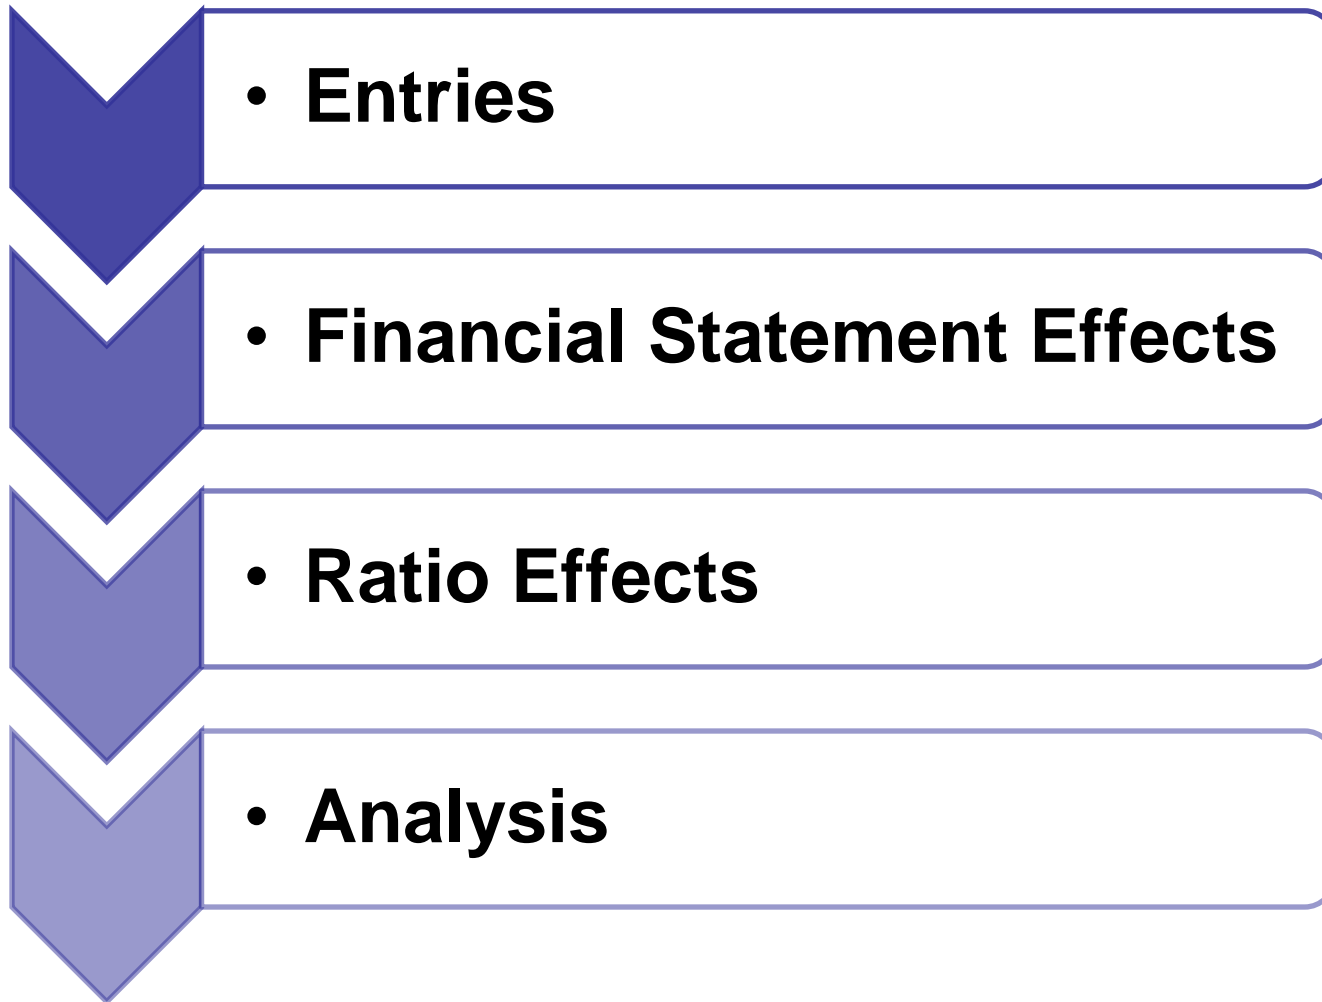 • Entries
• Financial Statement Effects
• Ratio Effects
• Analysis